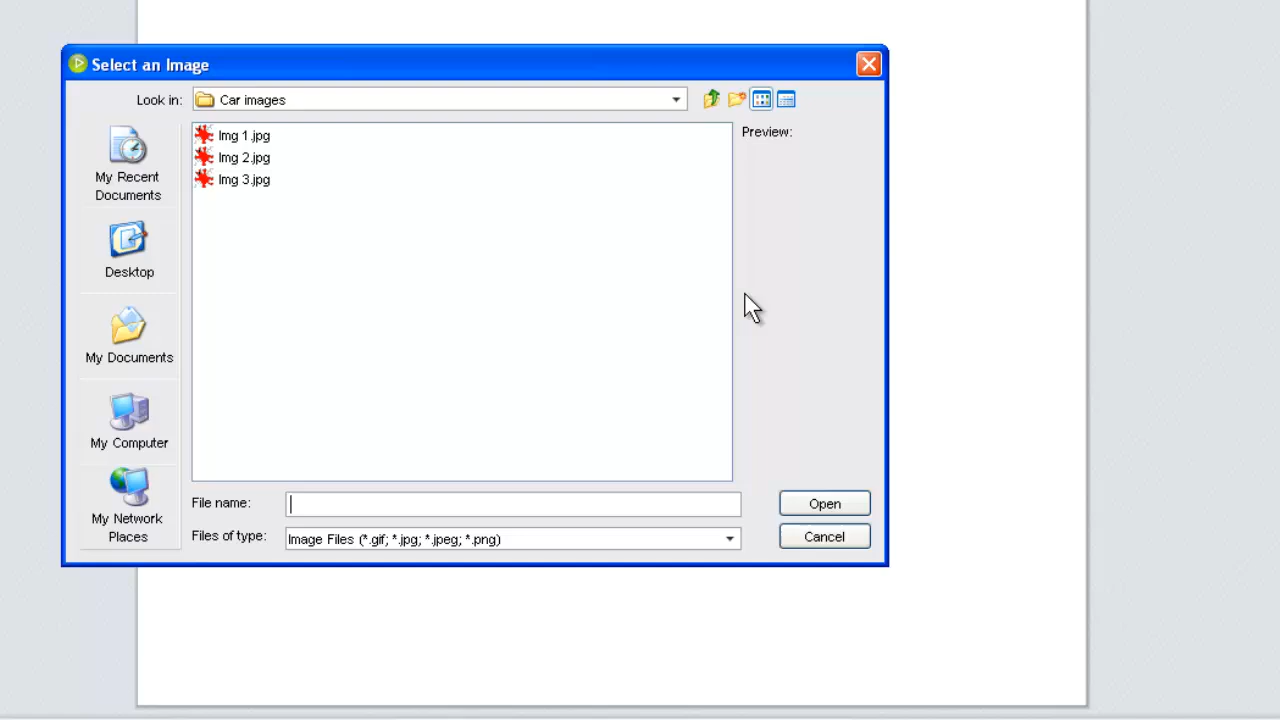 Select an Image
Look in: Car images
Img 1.jpg
Img 2.jpg
Img 3.jpg
Preview:
My Recent
Documents
Desktop
My Documents
My Computer
My Network
Places
File name:
Open
Files of type: Image Files (*.gif; *.jpg; *.jpeg; *.png)
Cancel